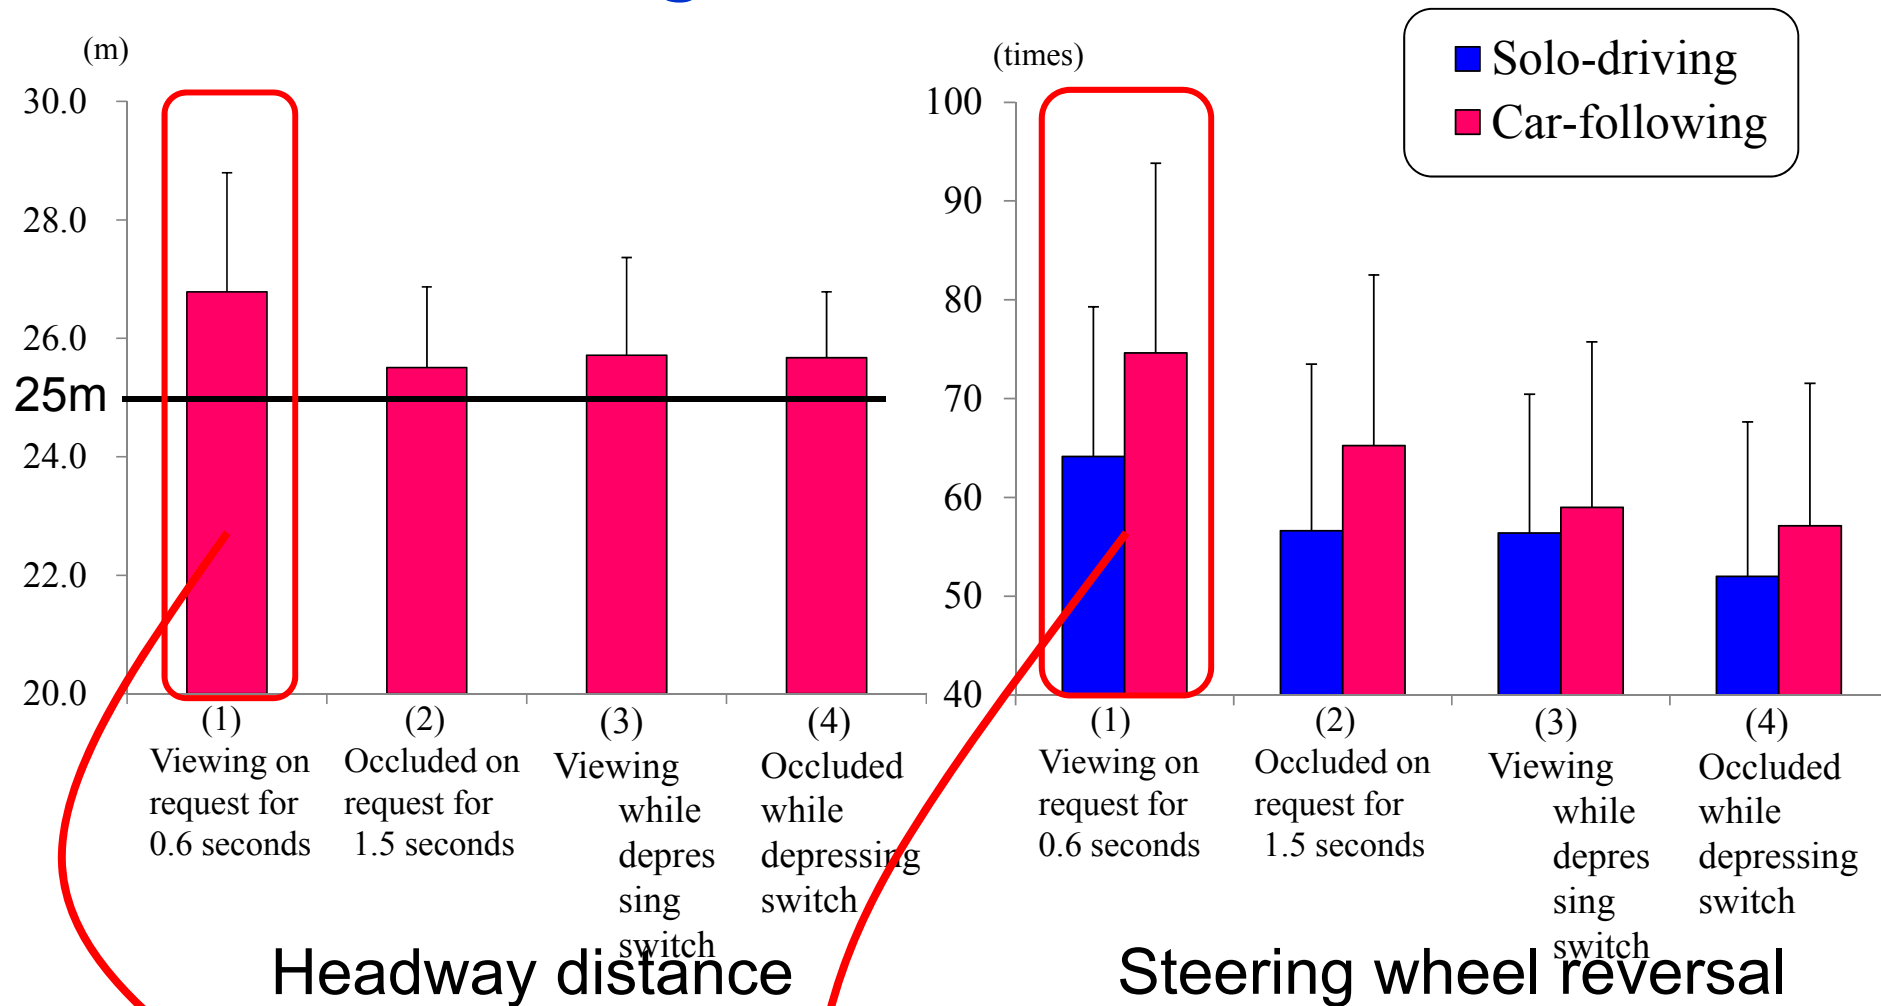 (m)
30.0
28.0
26.0
25m
24.0
22.0
20.0
(1)
Viewing on
request for
0.6 seconds
(2)
Occluded on
request for
1.5 seconds
(3)
Viewing
while
depres
sing
switch
(4)
Occluded
while
depressing
switch
Headway distance
(times)
100
90
80
70
60
50
40
Solo-driving
Car-following
(1)
Viewing on
request for
0.6 seconds
(2)
Occluded on
request for
1.5 seconds
(3)
Viewing
while
depres
sing
switch
(4)
Occluded
while
depressing
switch
Steering wheel reversal